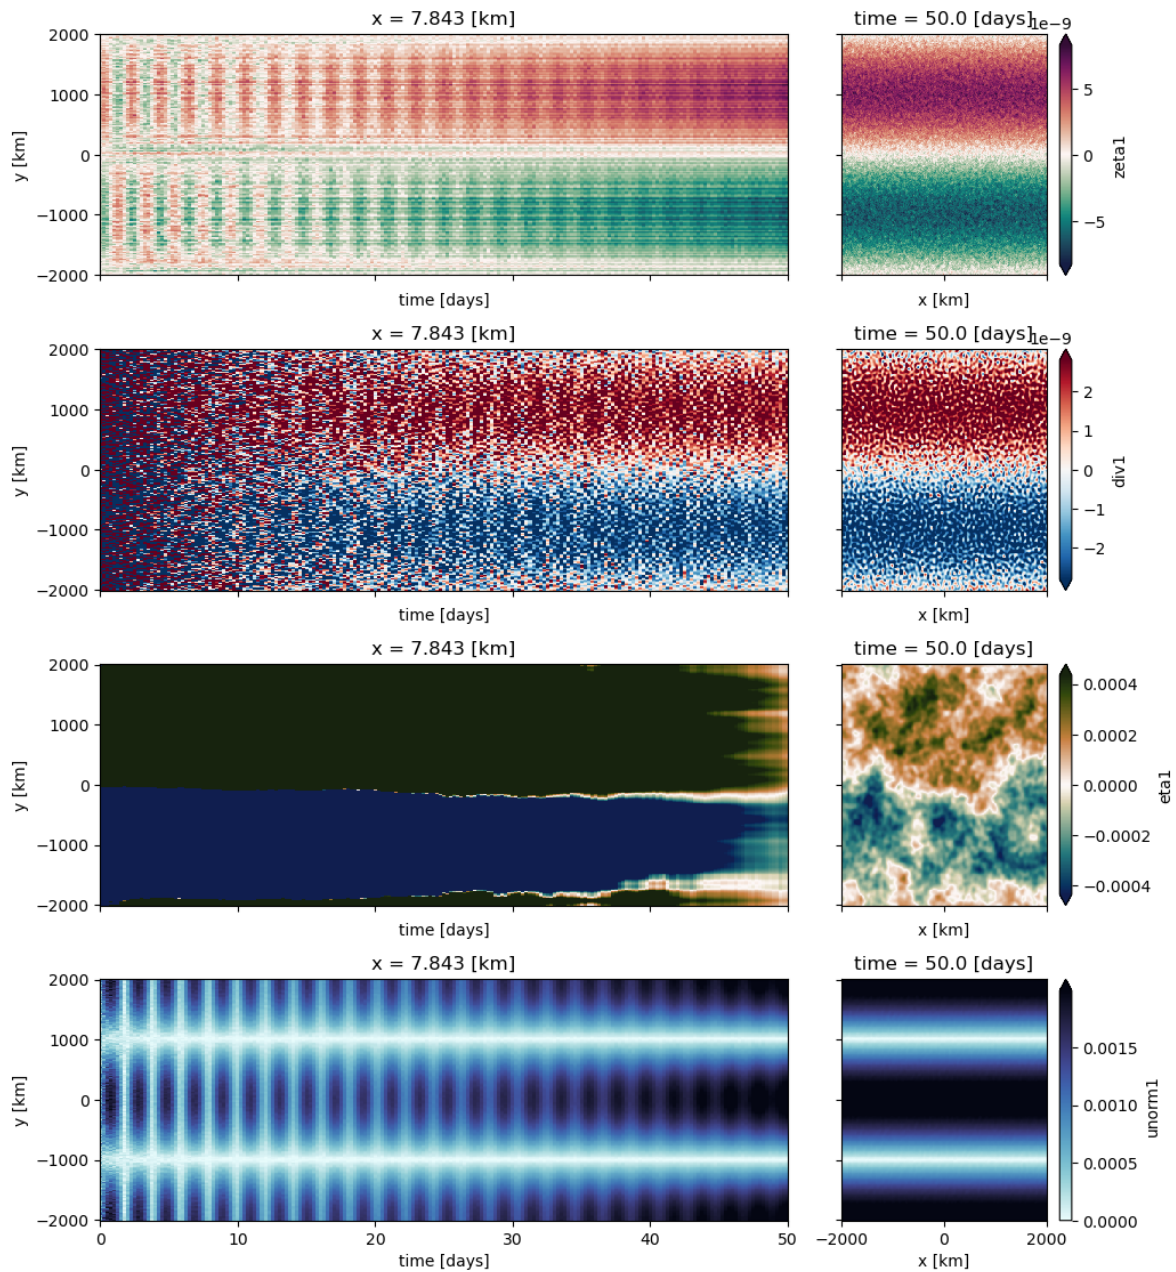 x = 7.843 [km] time = 50.0 [days]
1e−9
2000
1000
0
−1000
−2000
y [km]
time [days]
x [km]
5
0
−5
zeta1
x = 7.843 [km] time = 50.0 [days]
1e−9
2000
1000
0
−1000
−2000
y [km]
time [days]
x [km]
2
1
0
−1
−2
div1
x = 7.843 [km] time = 50.0 [days]
2000
1000
0
−1000
−2000
y [km]
time [days]
x [km]
0.0004
0.0002
0.0000
−0.0002
−0.0004
eta1
x = 7.843 [km] time = 50.0 [days]
2000
1000
0
−1000
−2000
y [km]
0 10 20 30 40 50
time [days]
−2000 0 2000
x [km]
0.0015
0.0010
0.0005
0.0000
unorm1